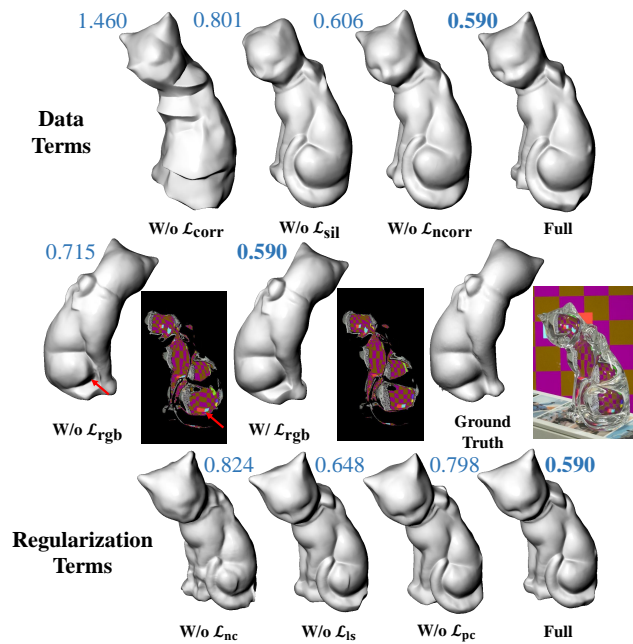 1.460 0.801 0.606 0.590
Data
Terms
W/o ℒcorr W/o ℒsil W/o ℒncorr Full
0.715 0.590
W/o ℒrgb W/ ℒrgb Ground
Truth
0.824 0.648 0.798 0.590
Regularization
Terms
W/o ℒnc W/o ℒls W/o ℒpc Full